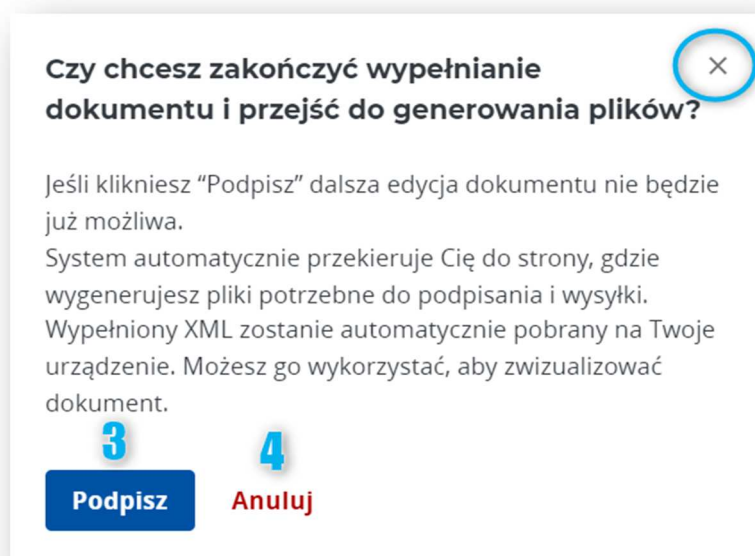 Czy chcesz zakończyć wypełnianie
dokumentu i przejść do generowania plików?
Jeśli klikniesz “Podpisz” dalsza edycja dokumentu nie będzie
już możliwa.
System automatycznie przekieruje Cię do strony, gdzie
wygenerujesz pliki potrzebne do podpisania i wysyłki.
Wypełniony XML zostanie automatycznie pobrany na Twoje
urządzenie. Możesz go wykorzystać, aby zwizualizować
dokument.
3 4
Podpisz Anuluj